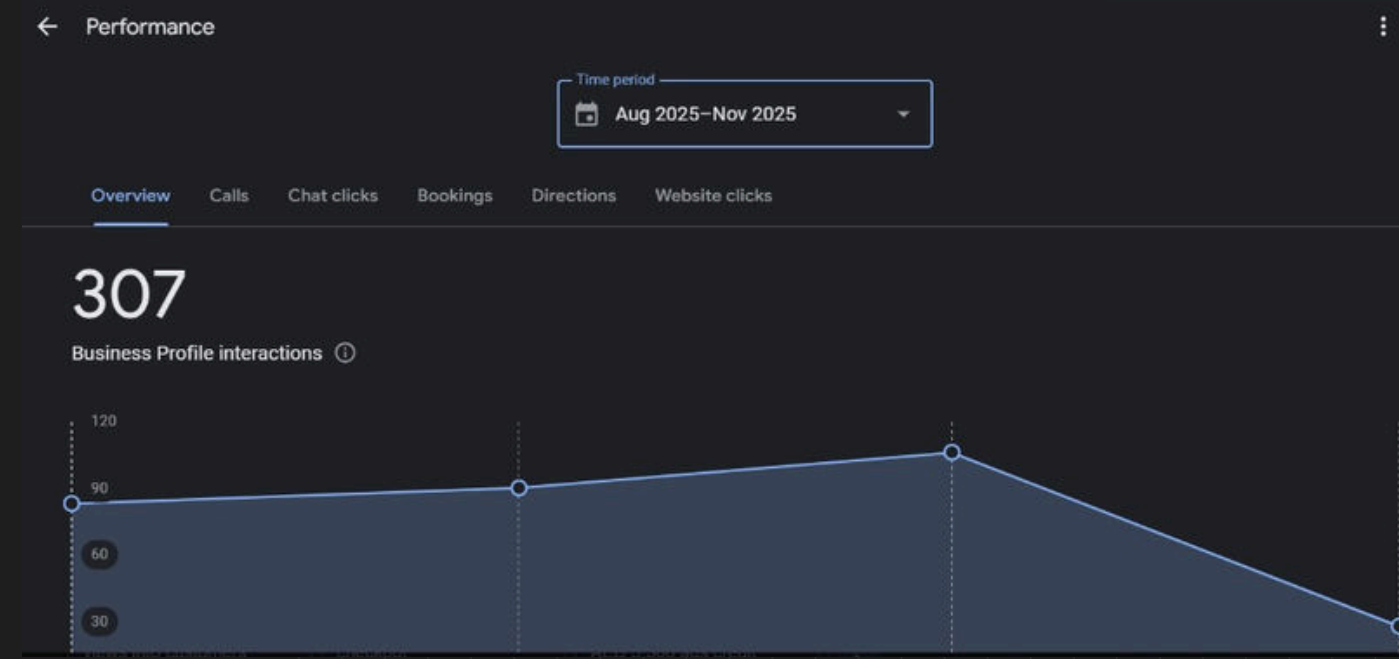 Performance
Time period
Aug 2025–Nov 2025
Overview Calls Chat clicks Bookings Directions Website clicks
307
Business Profile interactions
120
90
60
30